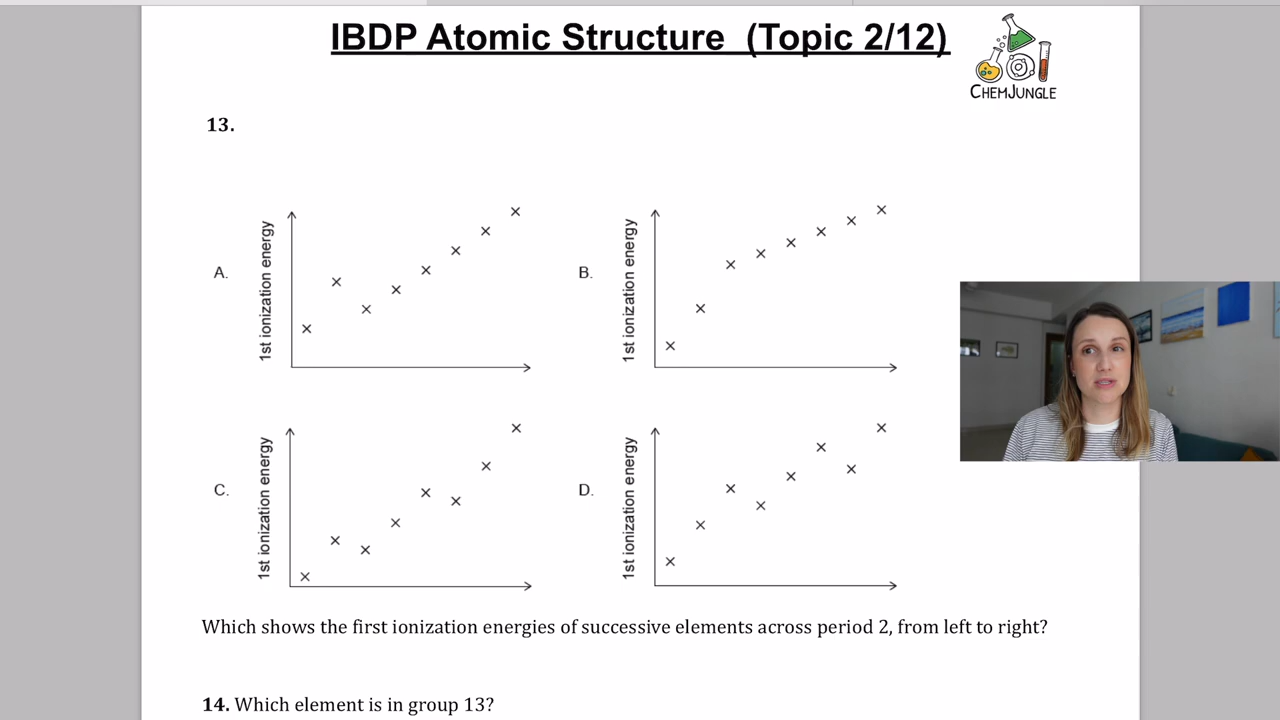 IBDP Atomic Structure (Topic 2/12)
CHEMJUNGLE
13.
A.
1st ionization energy
B.
1st ionization energy
C.
1st ionization energy
D.
1st ionization energy
Which shows the first ionization energies of successive elements across period 2, from left to right?
14. Which element is in group 13?